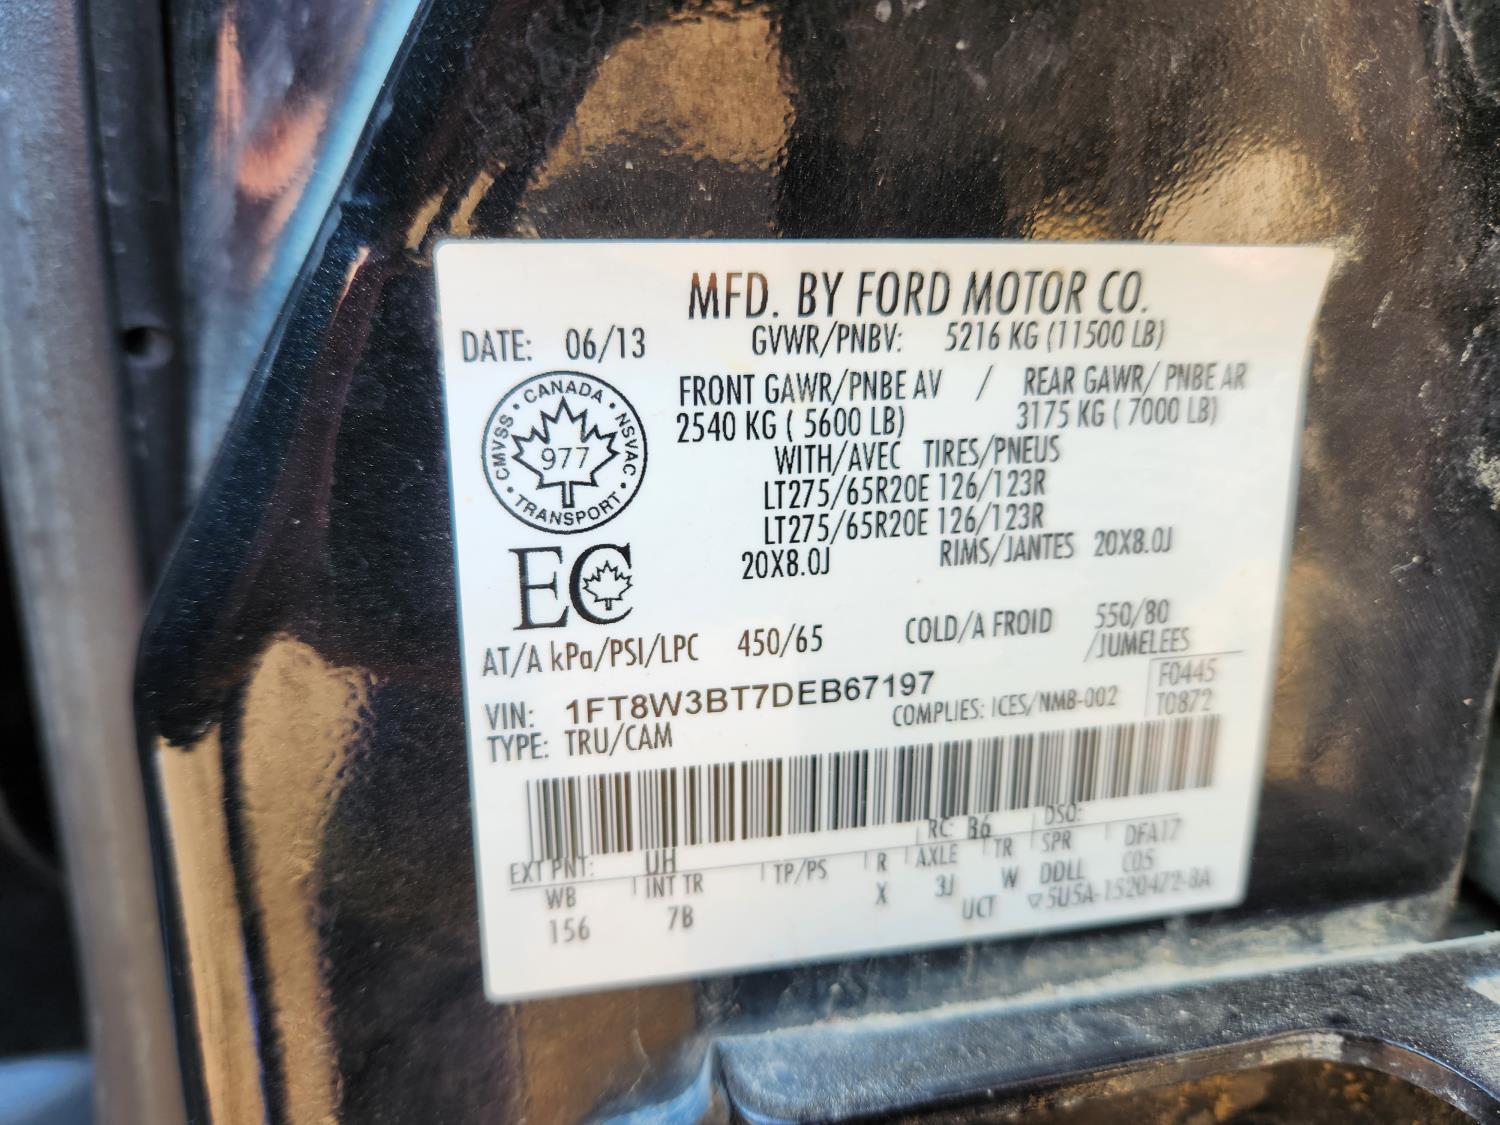 MFD. BY FORD MOTOR CO.
DATE: 06/13 GVWR/PNBV: 5216 KG (11500 LB)
FRONT GAWR/PNBE AV / REAR GAWR/ PNBE AR
2540 KG ( 5600 LB) 3175 KG ( 7000 LB)
WITH/AVEC TIRES/PNEUS
LT275/65R20E 126/123R
LT275/65R20E 126/123R
20X8.0J RIMS/JANTES 20X8.0J
CMVSS • CANADA • NSVAC • TRANSPORT •
977
EC
AT/A kPa/PSI/LPC 450/65 COLD/A FROID 550/80
/JUMELEES
VIN: 1FT8W3BT7DEB67197
COMPLIES: ICES/NMB-002
F0445
T0872
TYPE: TRU/CAM
EXT PNT: UH RC: B6 DSO:
WB INT TR TP/PS R AXLE TR SPR DFA17
156 7B X 3J W DDLL C05
UCT ▽5U5A-1520472-BA